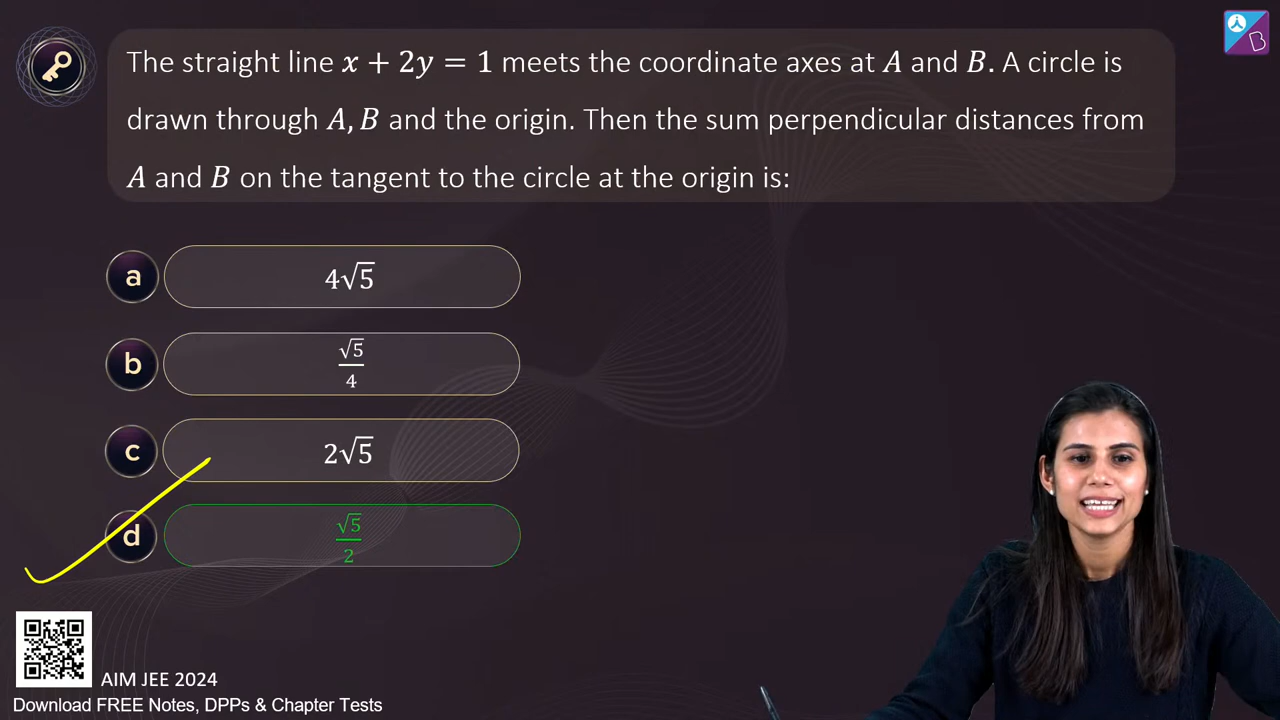 The straight line x + 2y = 1 meets the coordinate axes at A and B. A circle is
drawn through A, B and the origin. Then the sum perpendicular distances from
A and B on the tangent to the circle at the origin is:
a 4√5
b √5/4
c 2√5
d √5/2
AIM JEE 2024
Download FREE Notes, DPPs & Chapter Tests